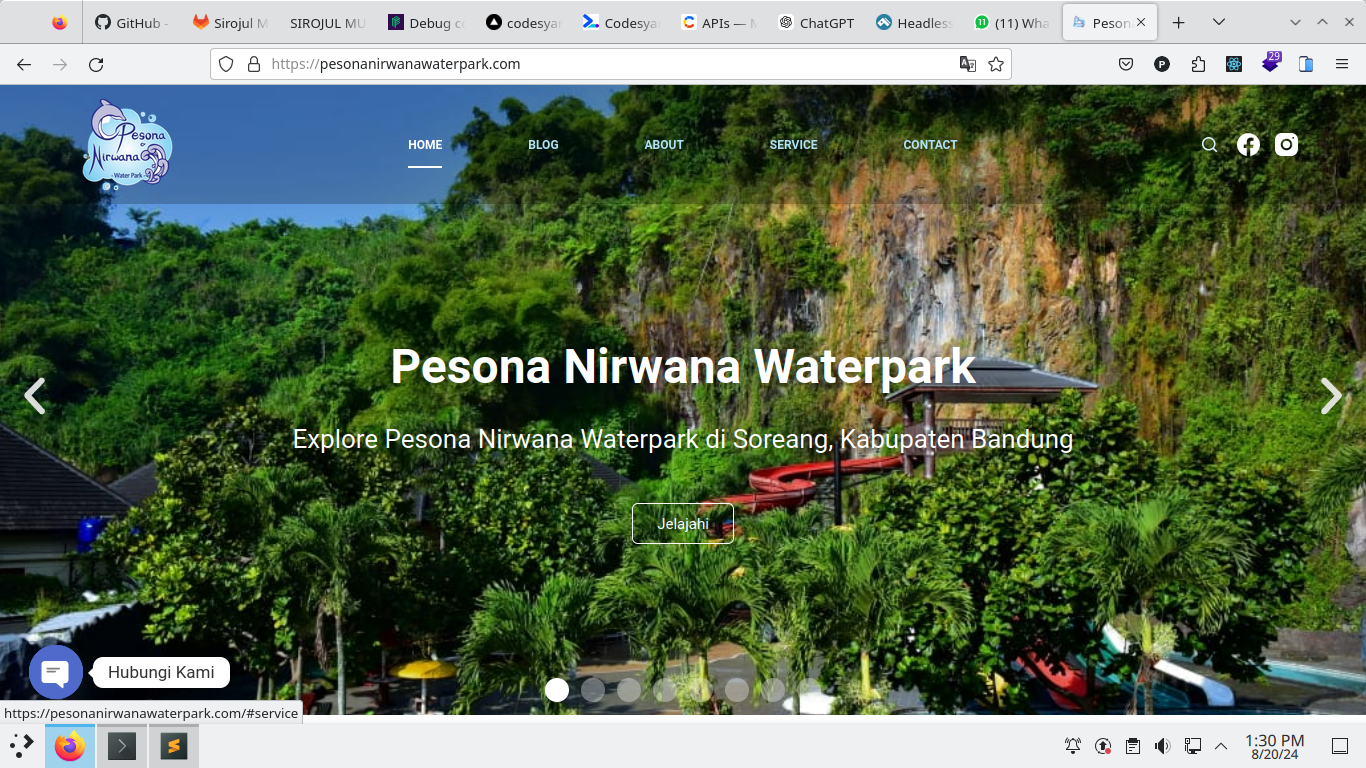 GitHub -
Sirojul M
SIROJUL MU
Debug co
codesyar
Codesyar
APIs — M
ChatGPT
Headless
(11) Wha
Peson
https://pesonanirwanawaterpark.com
29
Pesona
Nirwana
- Water Park -
HOME
BLOG
ABOUT
SERVICE
CONTACT
Pesona Nirwana Waterpark
Explore Pesona Nirwana Waterpark di Soreang, Kabupaten Bandung
Jelajahi
Hubungi Kami
https://pesonanirwanawaterpark.com/#service
1:30 PM
8/20/24